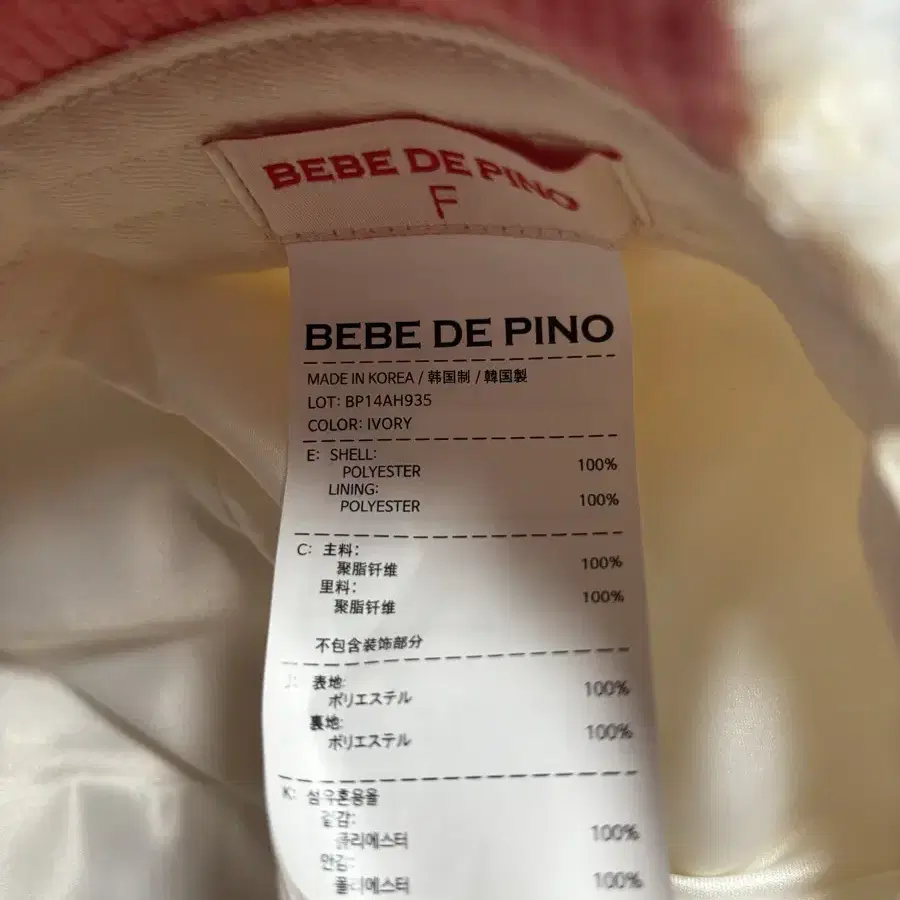 BEBE DE PINO
F
BEBE DE PINO
MADE IN KOREA / 韩国制 / 韓国製
LOT: BP14AH935
COLOR: IVORY
E: SHELL:
POLYESTER 100%
LINING:
POLYESTER 100%
C: 主料:
聚脂钎维 100%
里料:
聚脂钎维 100%
不包含装饰部分
J: 表地:
ポリエステル 100%
裏地:
ポリエステル 100%
K: 섬유혼용율
겉감:
폴리에스터 100%
안감:
폴리에스터 100%